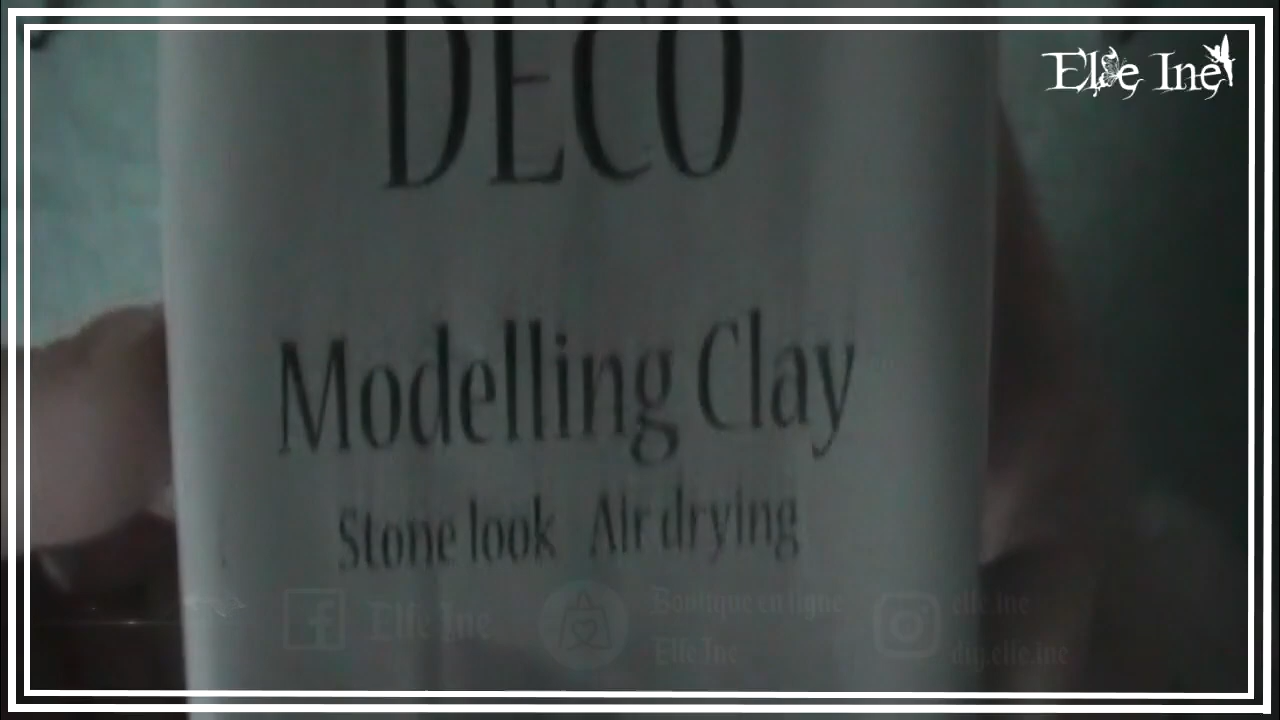 Elfe Ine
DECO
Modelling Clay
Stone look Air drying
Elfe Ine
Boutique en ligne
Elfe Ine
elfe.ine
diy.elfe.ine